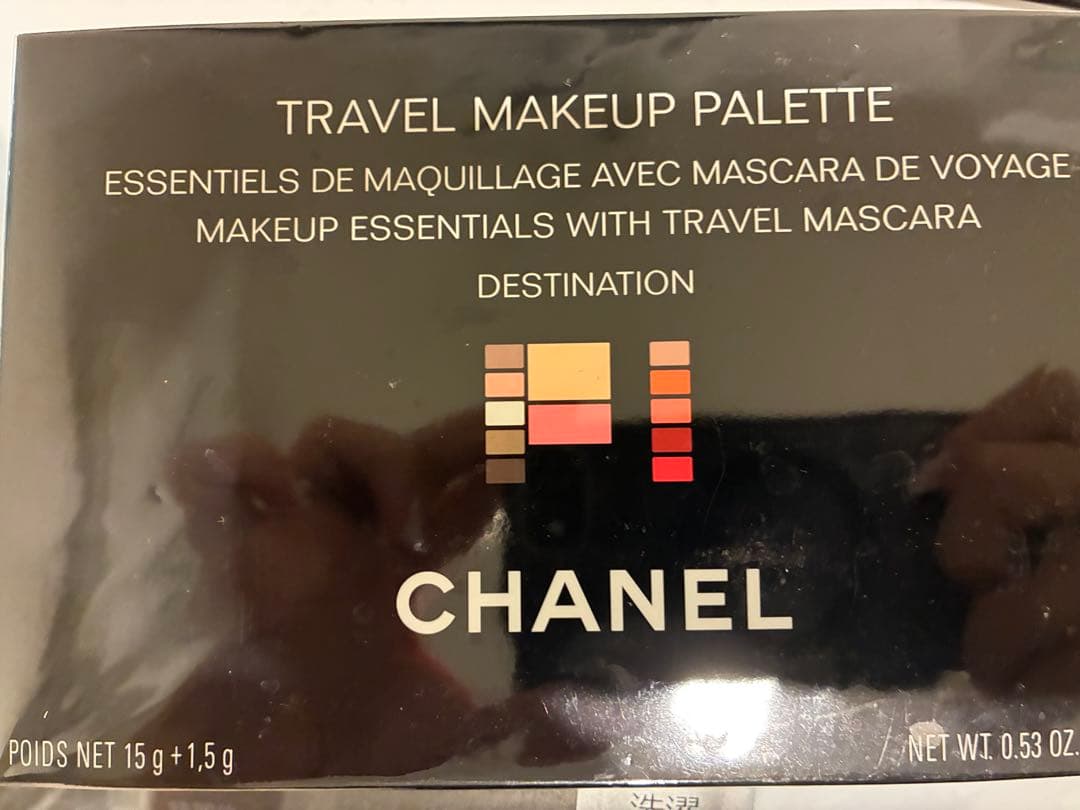 TRAVEL MAKEUP PALETTE
ESSENTIELS DE MAQUILLAGE AVEC MASCARA DE VOYAGE
MAKEUP ESSENTIALS WITH TRAVEL MASCARA
DESTINATION
CHANEL
POIDS NET 15 g + 1,5 g
NET WT. 0.53 OZ.